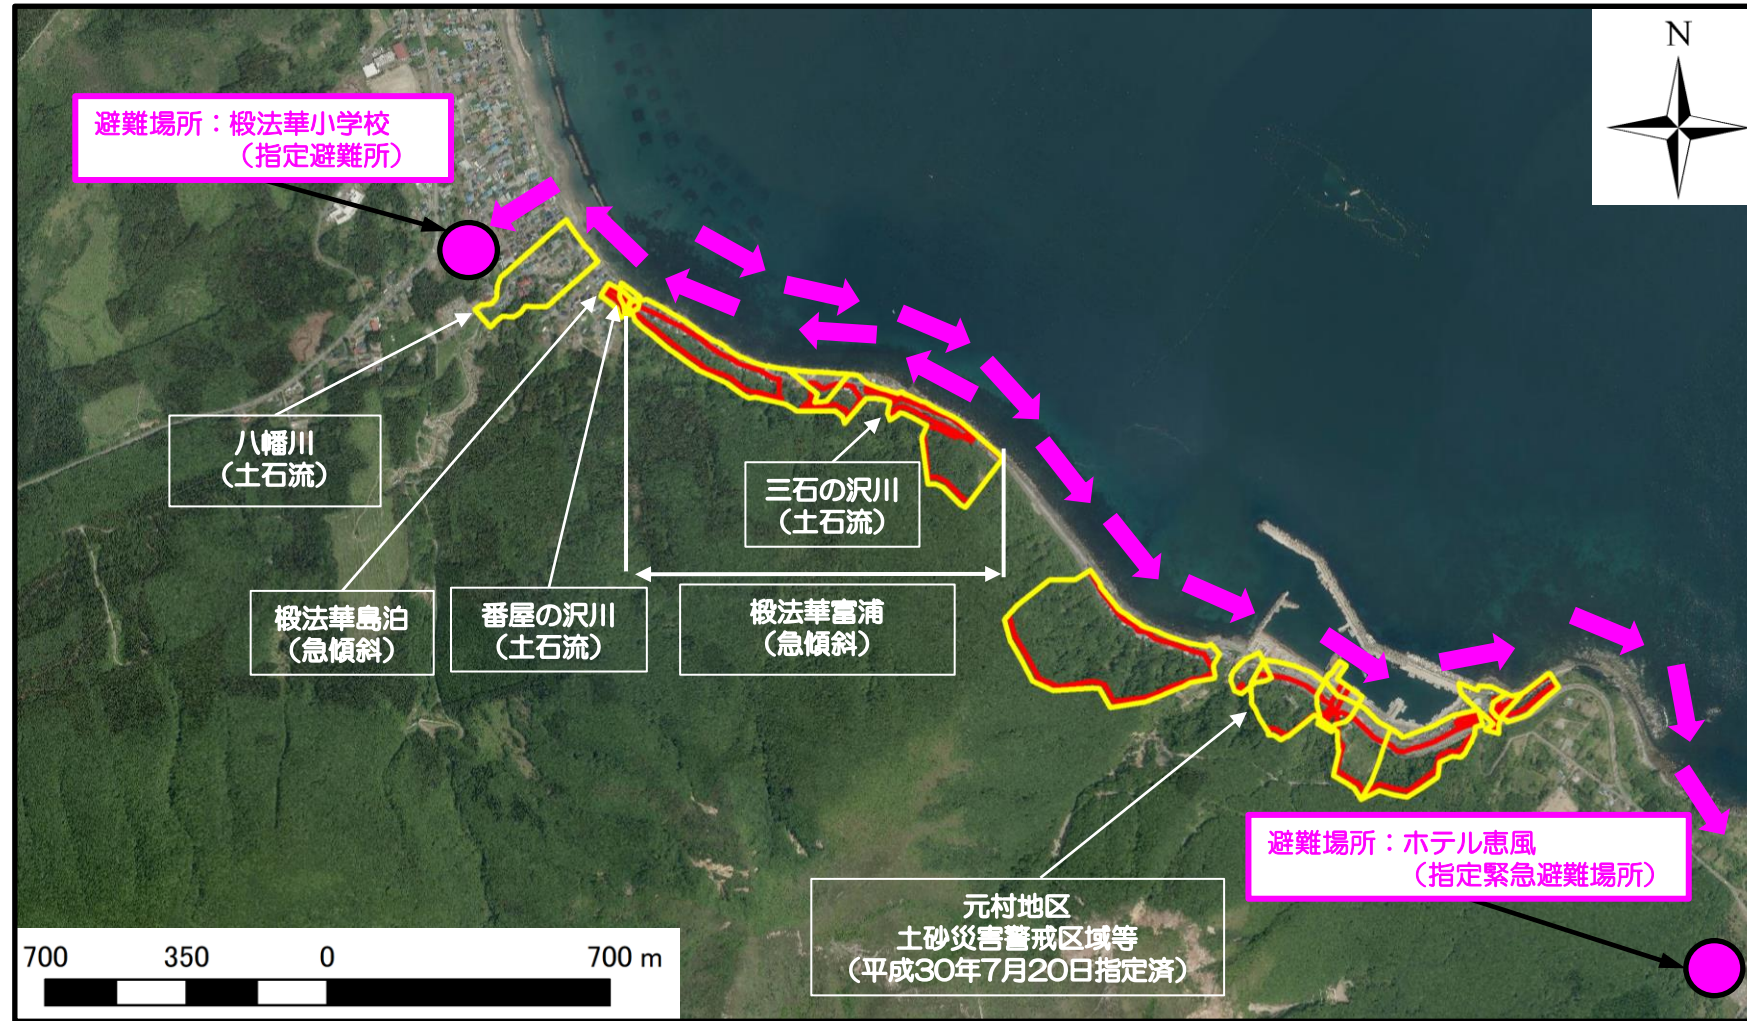 N
避難場所：椴法華小学校
（指定避難所）
八幡川
（土石流）
三石の沢川
（土石流）
椴法華島泊
（急傾斜）
番屋の沢川
（土石流）
椴法華富浦
（急傾斜）
避難場所：ホテル恵風
（指定緊急避難場所）
元村地区
土砂災害警戒区域等
（平成30年7月20日指定済）
700 350 0 700 m